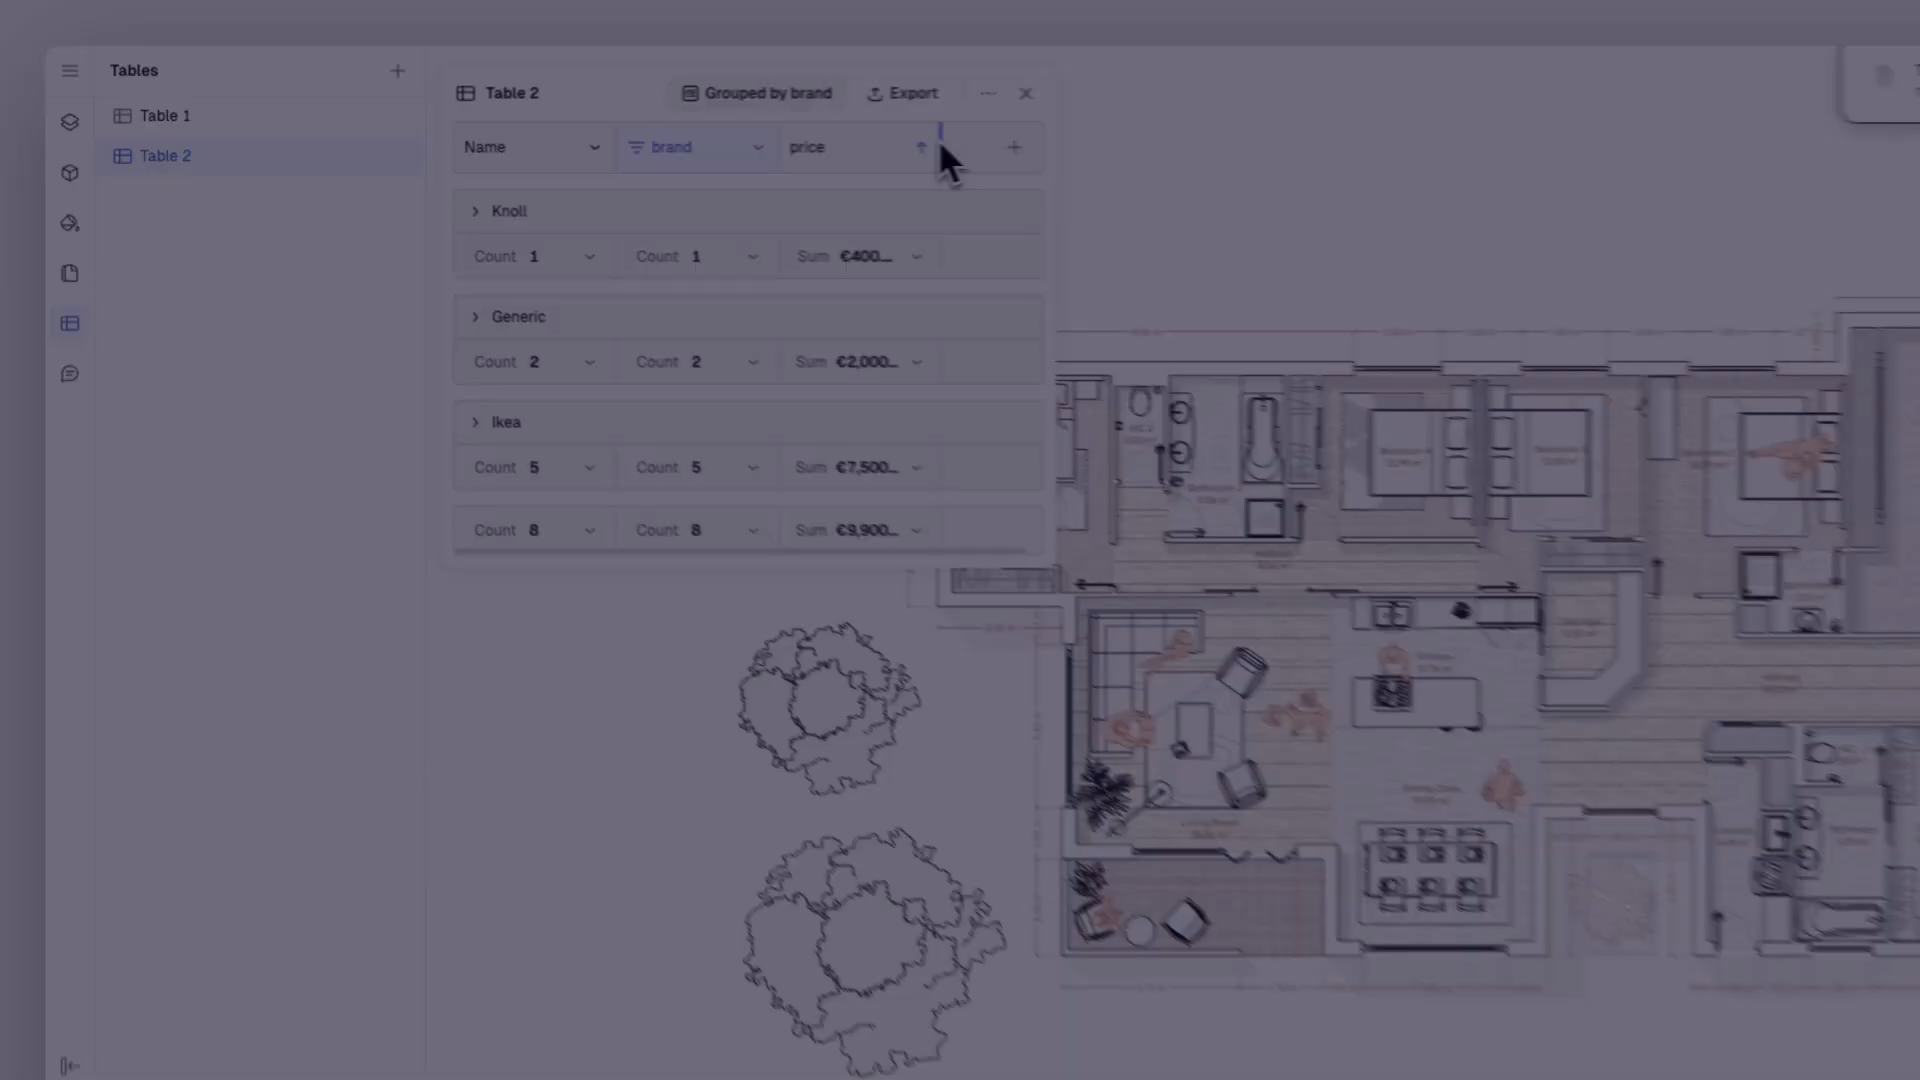 Tables
Table 1
Table 2
Table 2
Grouped by brand
Export
Name
brand
price
Knoll
Count 1
Count 1
Sum €400...
Generic
Count 2
Count 2
Sum €2,000...
Ikea
Count 5
Count 5
Sum €7,500...
Count 8
Count 8
Sum €9,900...